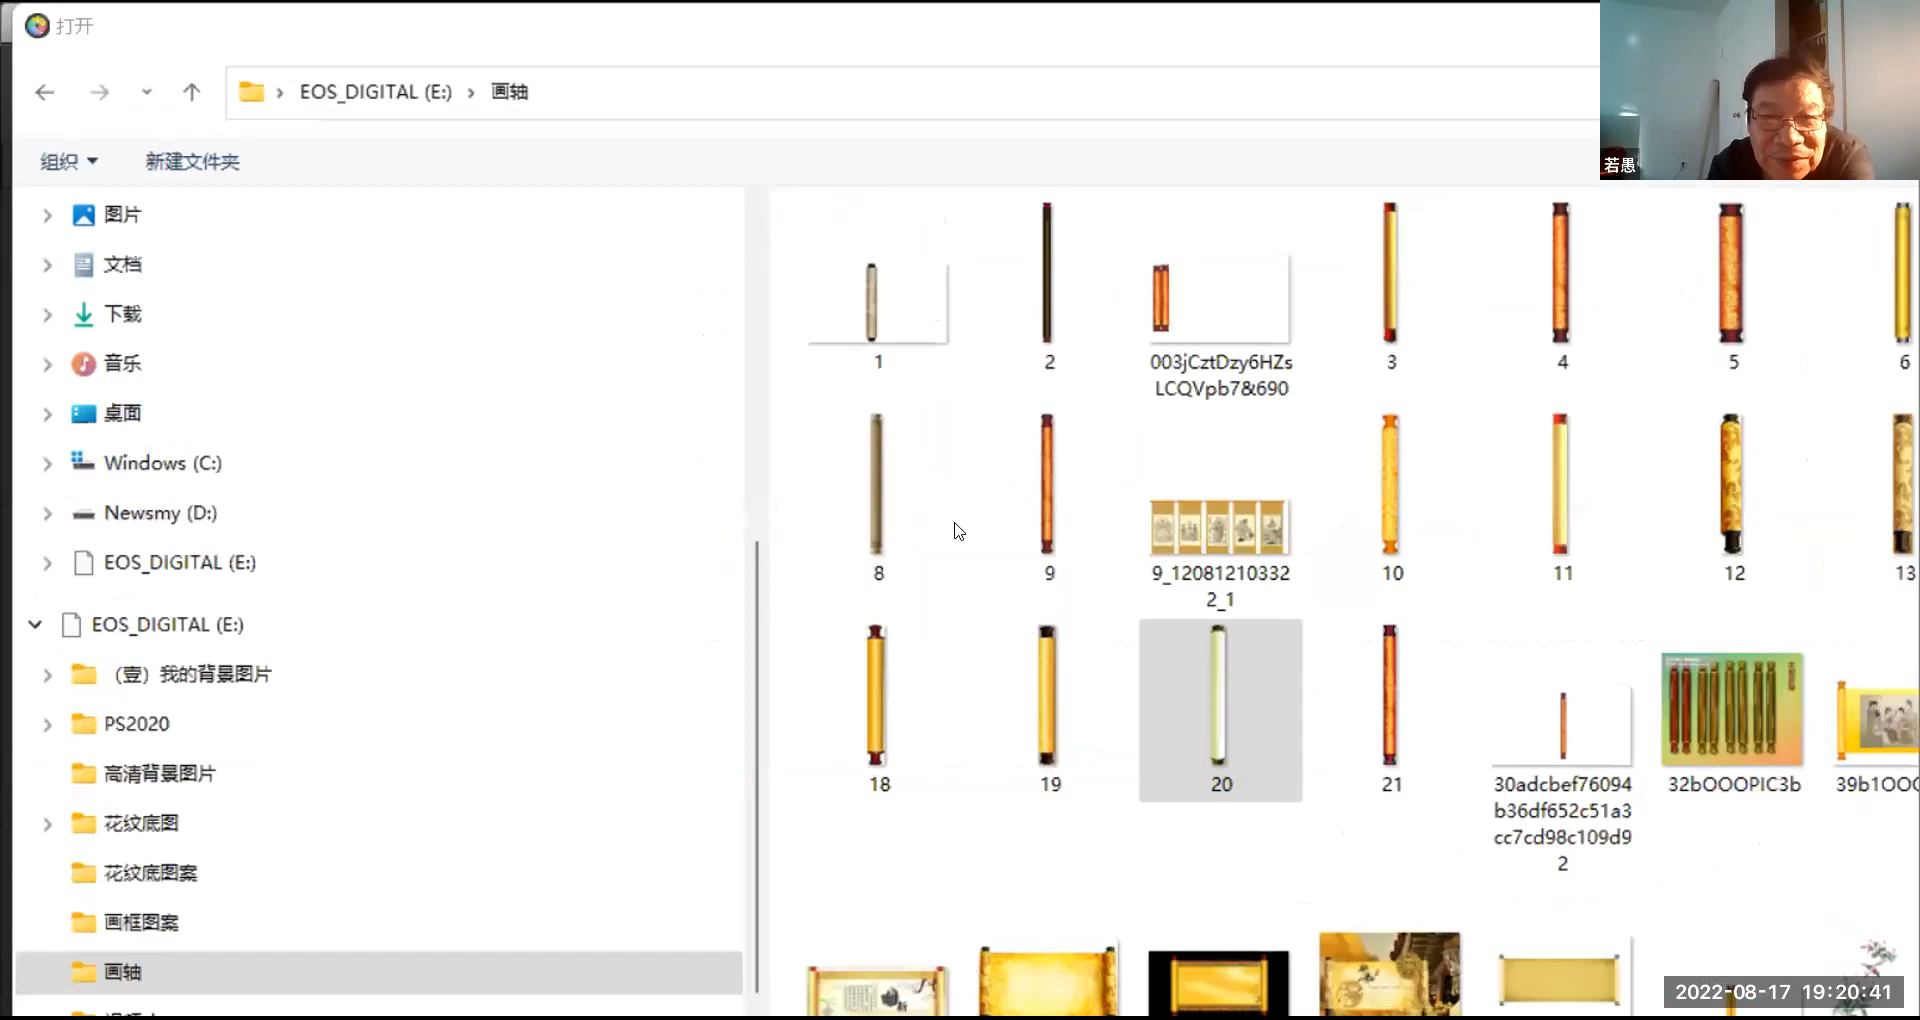 打开
EOS_DIGITAL (E:)
画轴
若愚
组织
新建文件夹
图片
文档
下载
音乐
桌面
Windows (C:)
Newsmy (D:)
EOS_DIGITAL (E:)
EOS_DIGITAL (E:)
（壹）我的背景图片
PS2020
高清背景图片
花纹底图
花纹底图案
画框图案
画轴
1
2
003jCztDzy6HZs
LCQVpb7&690
3
4
5
6
8
9
9_12081210332
2_1
10
11
12
13
18
19
20
21
30adcbef76094
b36df652c51a3
cc7cd98c109d9
2
32bOOOPIC3b
2022-08-17 19:20:41